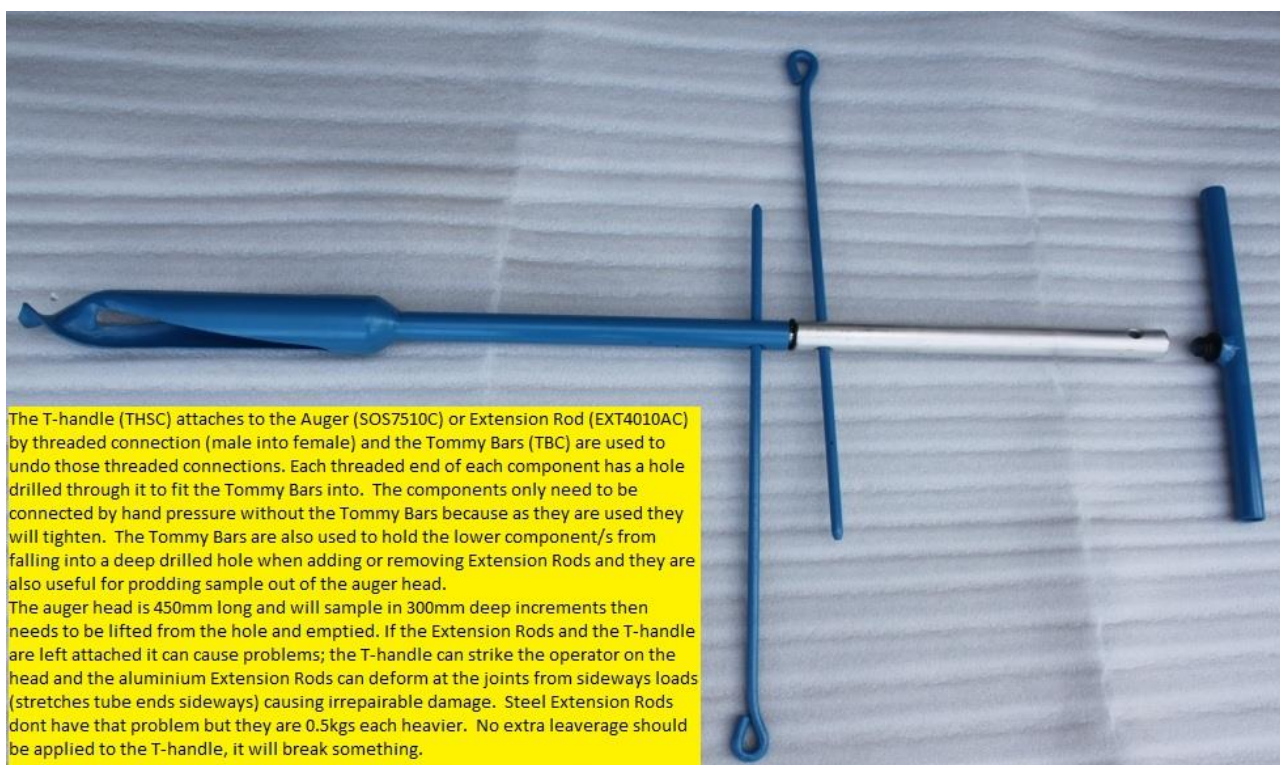 The T-handle (THSC) attaches to the Auger (SOS7510C) or Extension Rod (EXT4010AC)
by threaded connection (male into female) and the Tommy Bars (TBC) are used to
undo those threaded connections. Each threaded end of each component has a hole
drilled through it to fit the Tommy Bars into.  The components only need to be
connected by hand pressure without the Tommy Bars because as they are used they
will tighten.  The Tommy Bars are also used to hold the lower component/s from
falling into a deep drilled hole when adding or removing Extension Rods and they are
also useful for prodding sample out of the auger head.
The auger head is 450mm long and will sample in 300mm deep increments then
needs to be lifted from the hole and emptied. If the Extension Rods and the T-handle
are left attached it can cause problems; the T-handle can strike the operator on the
head and the aluminium Extension Rods can deform at the joints from sideways loads
(stretches tube ends sideways) causing irrepairable damage.  Steel Extension Rods
dont have that problem but they are 0.5kgs each heavier.  No extra leaverage should
be applied to the T-handle, it will break something.